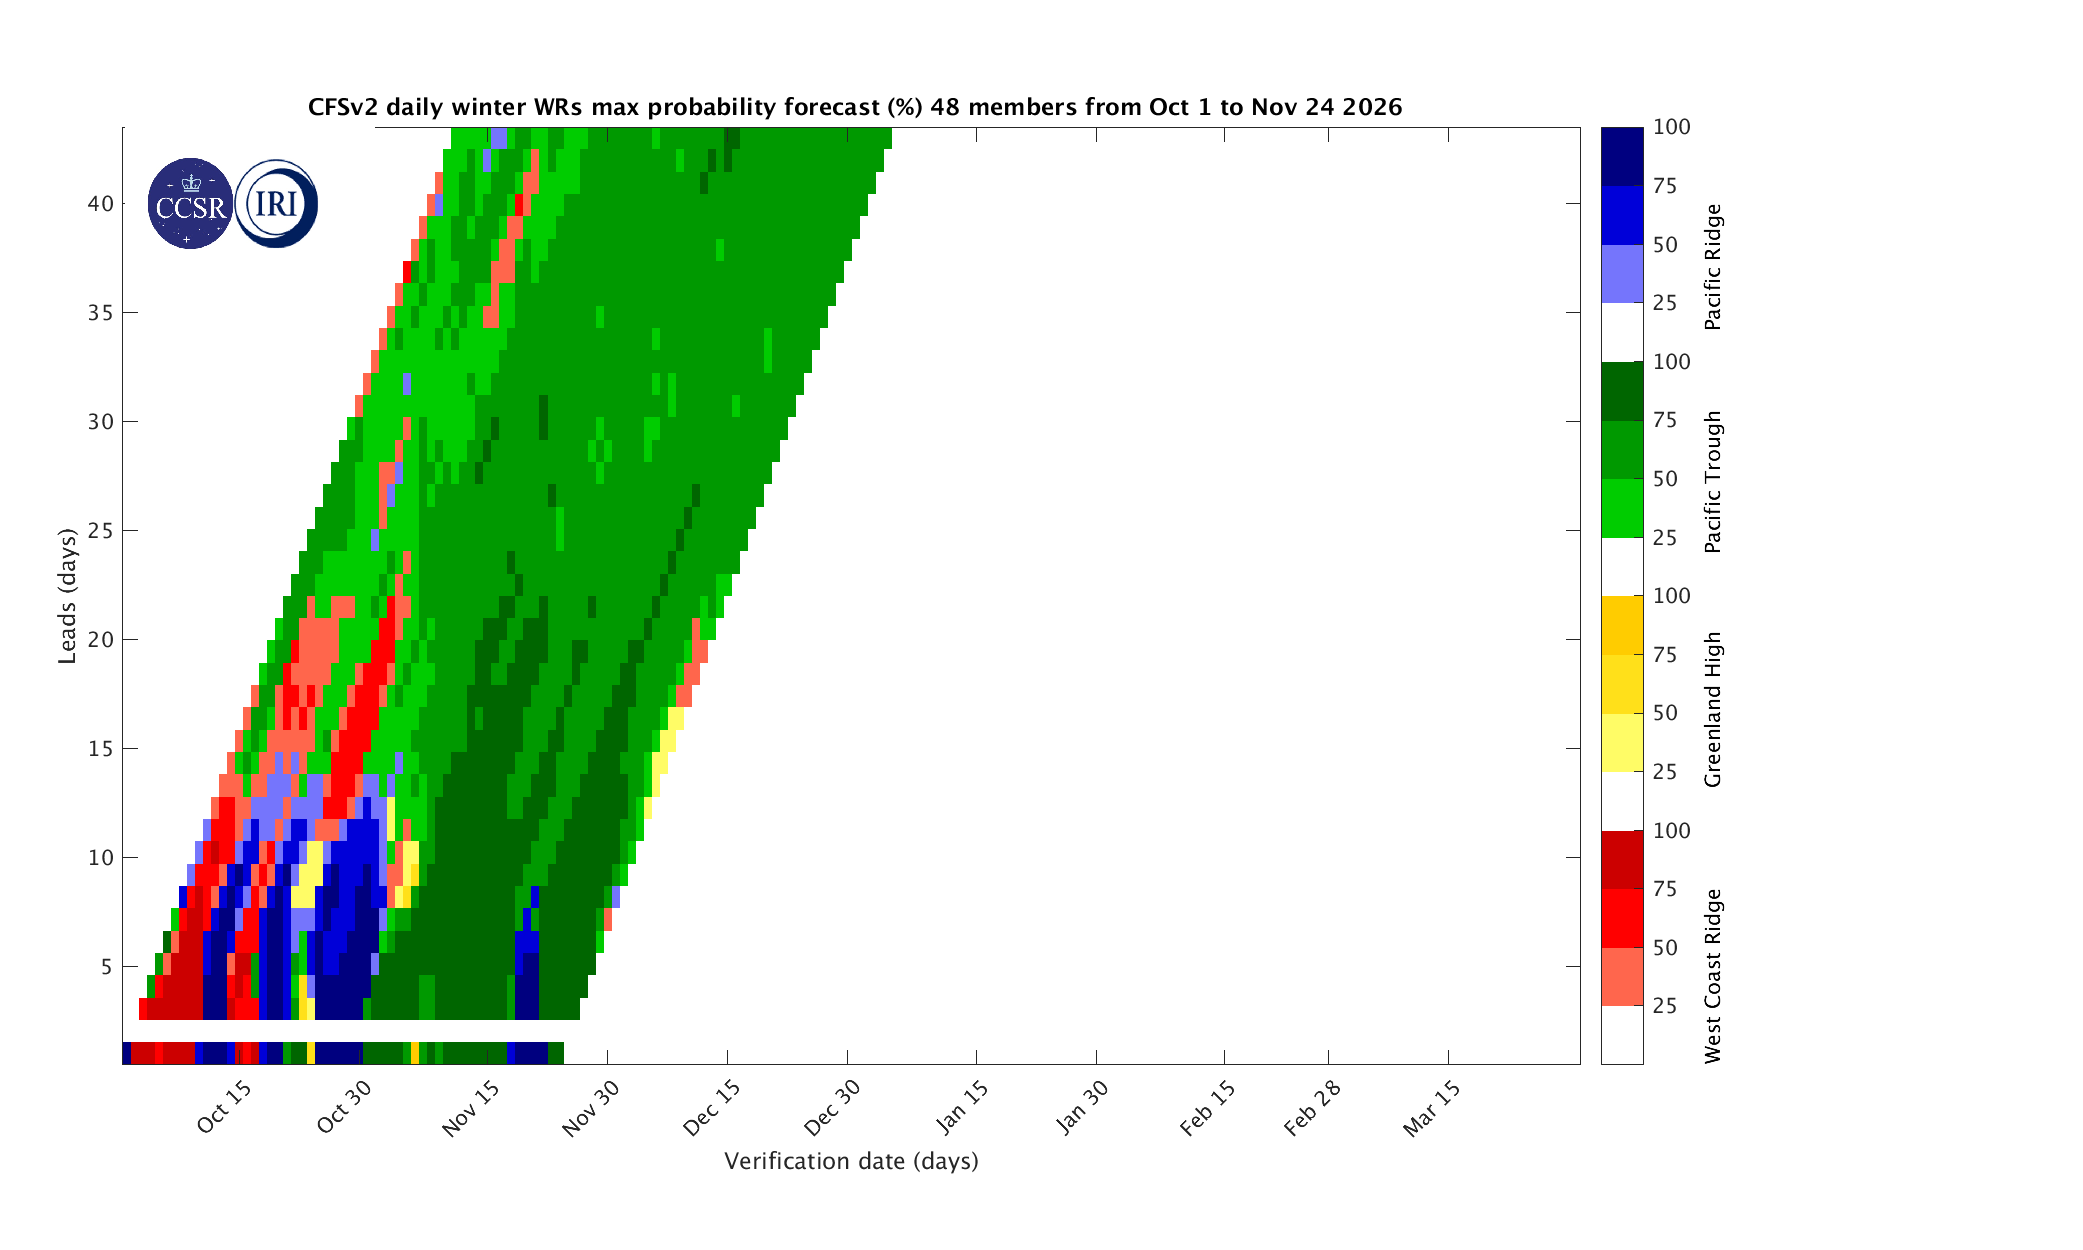 CFSv2 daily winter WRs max probability forecast (%) 48 members from Oct 1 to Nov 24 2026
CCSR
IRI
Leads (days)
40
35
30
25
20
15
10
5
Oct 15
Oct 30
Nov 15
Nov 30
Dec 15
Dec 30
Jan 15
Jan 30
Feb 15
Feb 28
Mar 15
Verification date (days)
100
75
50
25
Pacific Ridge
100
75
50
25
Pacific Trough
100
75
50
25
Greenland High
100
75
50
25
West Coast Ridge